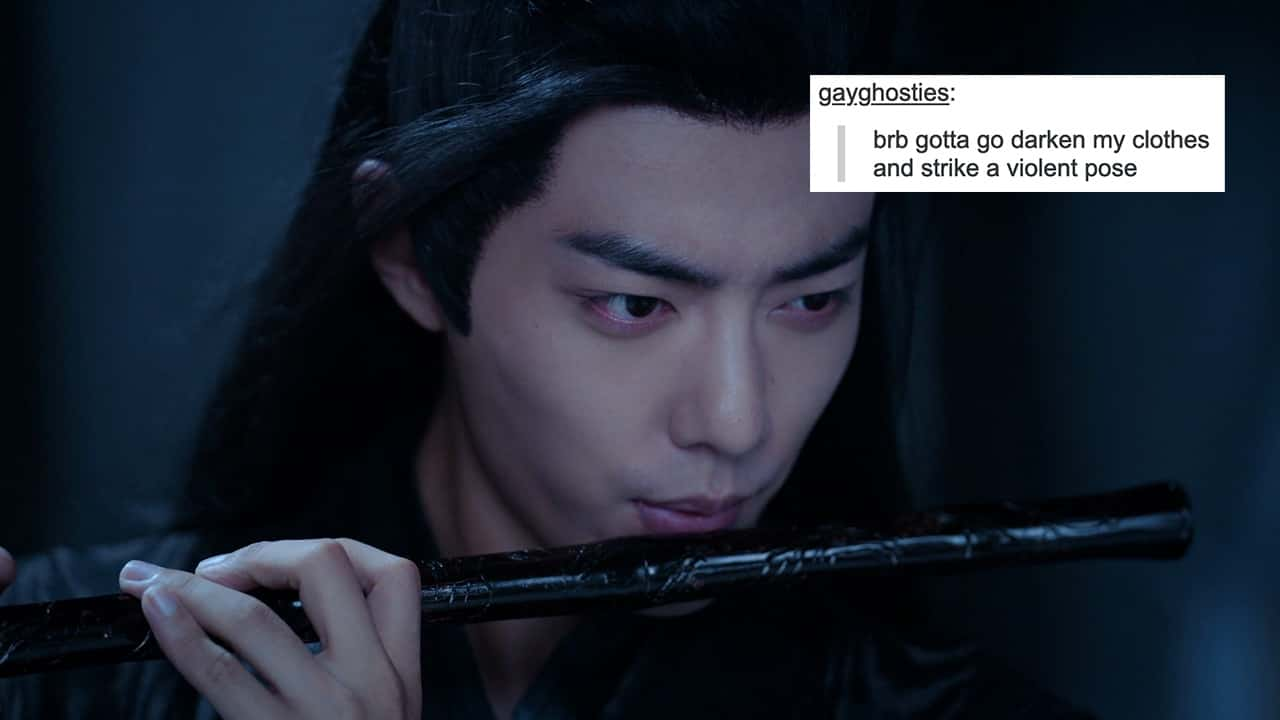 gayghosties:
brb gotta go darken my clothes
and strike a violent pose